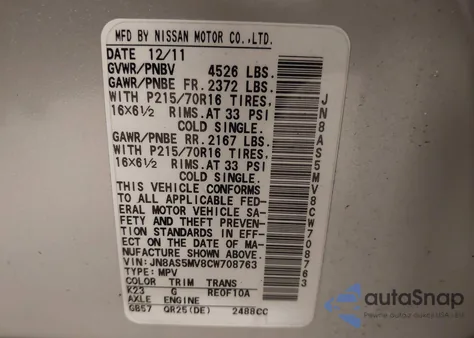 MFD BY NISSAN MOTOR CO.,LTD.
DATE 12/11
GVWR/PNBV 4526 LBS.
GAWR/PNBE FR. 2372 LBS.
WITH P215/70R16 TIRES,
16X6½ RIMS.AT 33 PSI
COLD SINGLE.
GAWR/PNBE RR. 2167 LBS.
WITH P215/70R16 TIRES,
16X6½ RIMS.AT 33 PSI
COLD SINGLE.
THIS VEHICLE CONFORMS
TO ALL APPLICABLE FED-
ERAL MOTOR VEHICLE SA-
FETY AND THEFT PREVEN-
TION STANDARDS IN EFF-
ECT ON THE DATE OF MA-
NUFACTURE SHOWN ABOVE.
VIN:JN8AS5MV8CW708763
TYPE: MPV
COLOR TRIM TRANS
K23 G RE0F10A
AXLE ENGINE
GB57 QR25(DE) 2488CC
JN8AS5MV8CW708763
autoSnap
Pewne auta z USA i